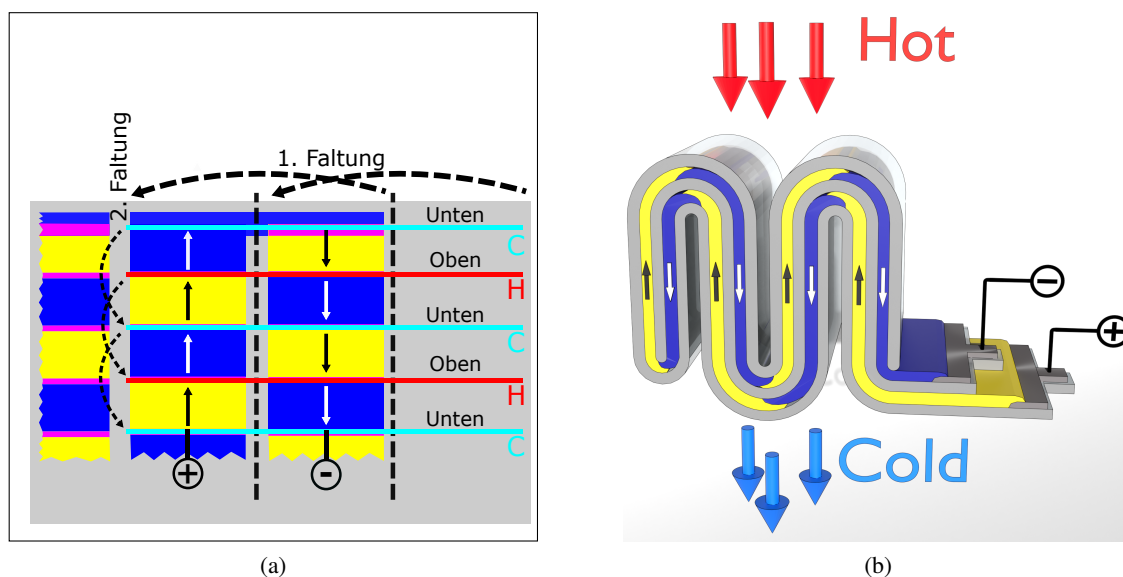 1. Faltung
2. Faltung
Unten
C
Oben
H
Unten
C
Oben
H
Unten
C
+
-
(a)
Hot
−
+
Cold
(b)